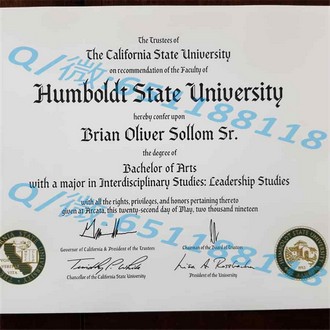 The Trustees of
The California State University
on recommendation of the Faculty of
Humboldt State University
hereby confer upon
Brian Oliver Sollom Sr.
the degree of
Bachelor of Arts
with a major in Interdisciplinary Studies: Leadership Studies
with all the rights, privileges, and honors pertaining thereto
given at Arcata, this twenty-second day of May, two thousand nineteen
Governor of California & President of the Trustees
Chairman of the Board of Trustees
Timothy P. White
Chancellor of the California State University
President of the University
Q/微:651188118